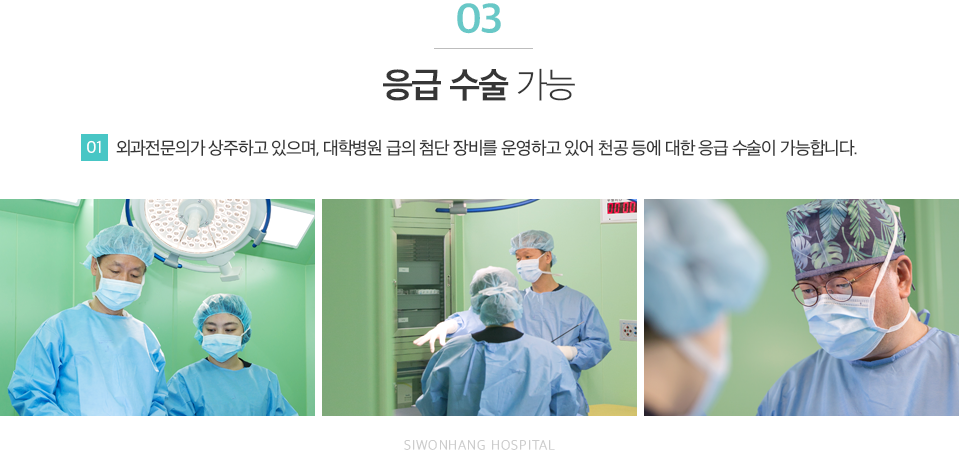 03
응급 수술 가능
01 외과전문의가 상주하고 있으며, 대학병원 급의 첨단 장비를 운영하고 있어 천공 등에 대한 응급 수술이 가능합니다.
SIWONHANG HOSPITAL